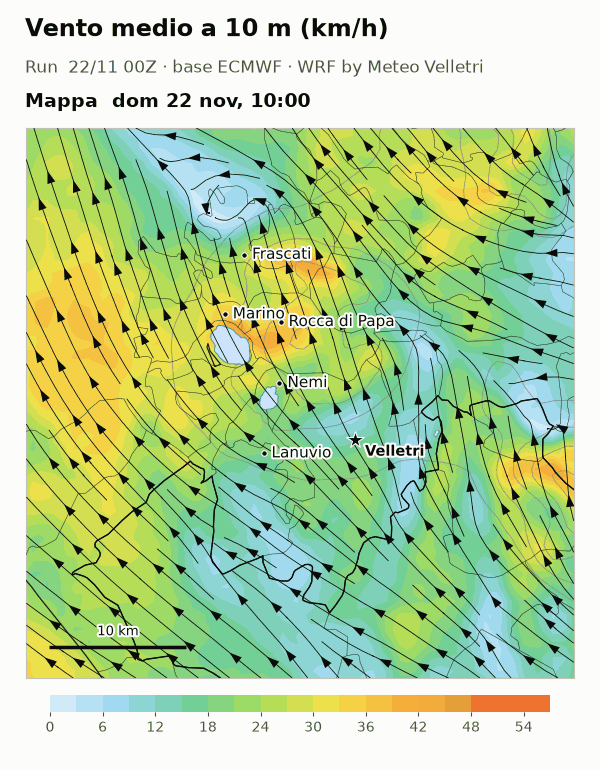 Vento medio a 10 m (km/h)
Run 22/11 00Z · base ECMWF · WRF by Meteo Velletri
Mappa dom 22 nov, 10:00
Frascati
Marino
Rocca di Papa
Nemi
Velletri
Lanuvio
10 km
0 6 12 18 24 30 36 42 48 54